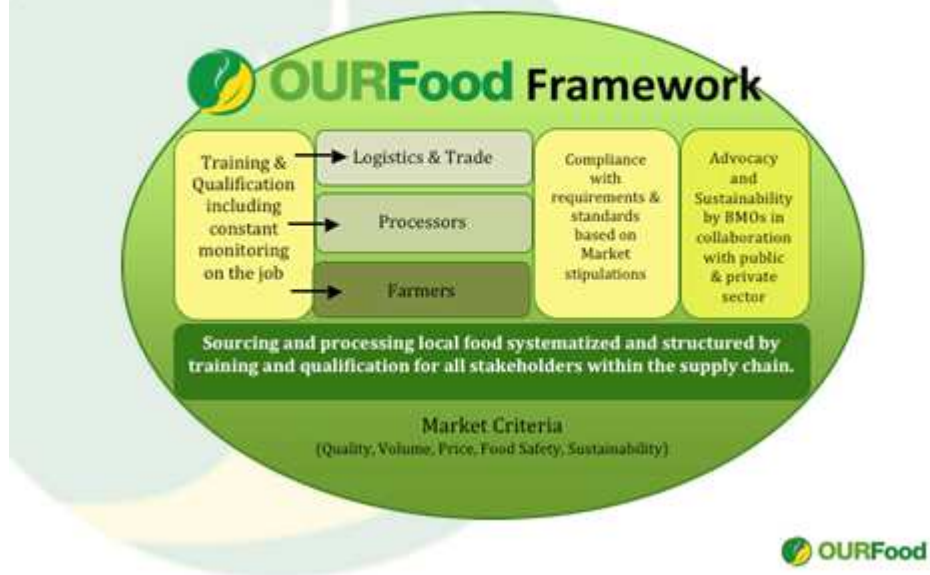 OURFood Framework
Training &
Qualification
including
constant
monitoring
on the job
Logistics & Trade
Processors
Farmers
Compliance
with
requirements &
standards
based on
Market
stipulations
Advocacy
and
Sustainability
by BMOs in
collaboration
with public
& private
sector
Sourcing and processing local food systematized and structured by
training and qualification for all stakeholders within the supply chain.
Market Criteria
(Quality, Volume, Price, Food Safety, Sustainability)
OURFood